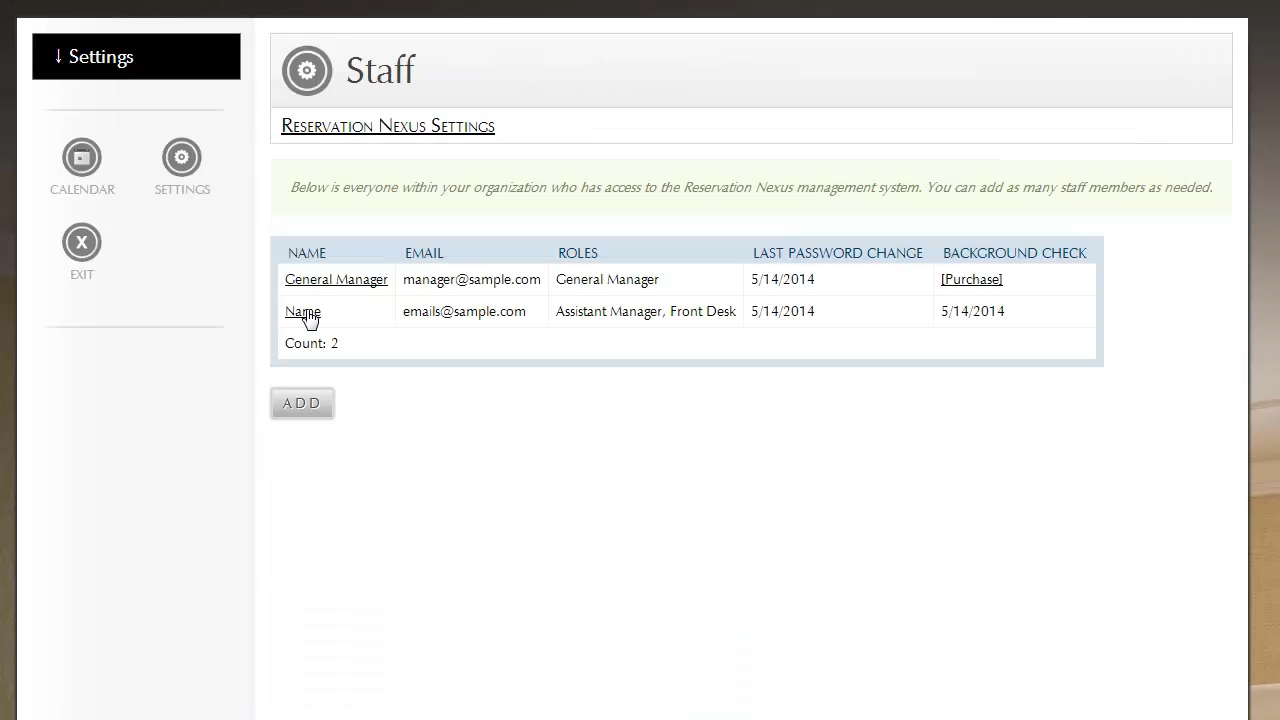 ↓ Settings
CALENDAR
SETTINGS
X
EXIT
Staff
RESERVATION NEXUS SETTINGS
Below is everyone within your organization who has access to the Reservation Nexus management system. You can add as many staff members as needed.
NAME EMAIL ROLES LAST PASSWORD CHANGE BACKGROUND CHECK
General Manager manager@sample.com General Manager 5/14/2014 [Purchase]
Name emails@sample.com Assistant Manager, Front Desk 5/14/2014 5/14/2014
Count: 2
ADD